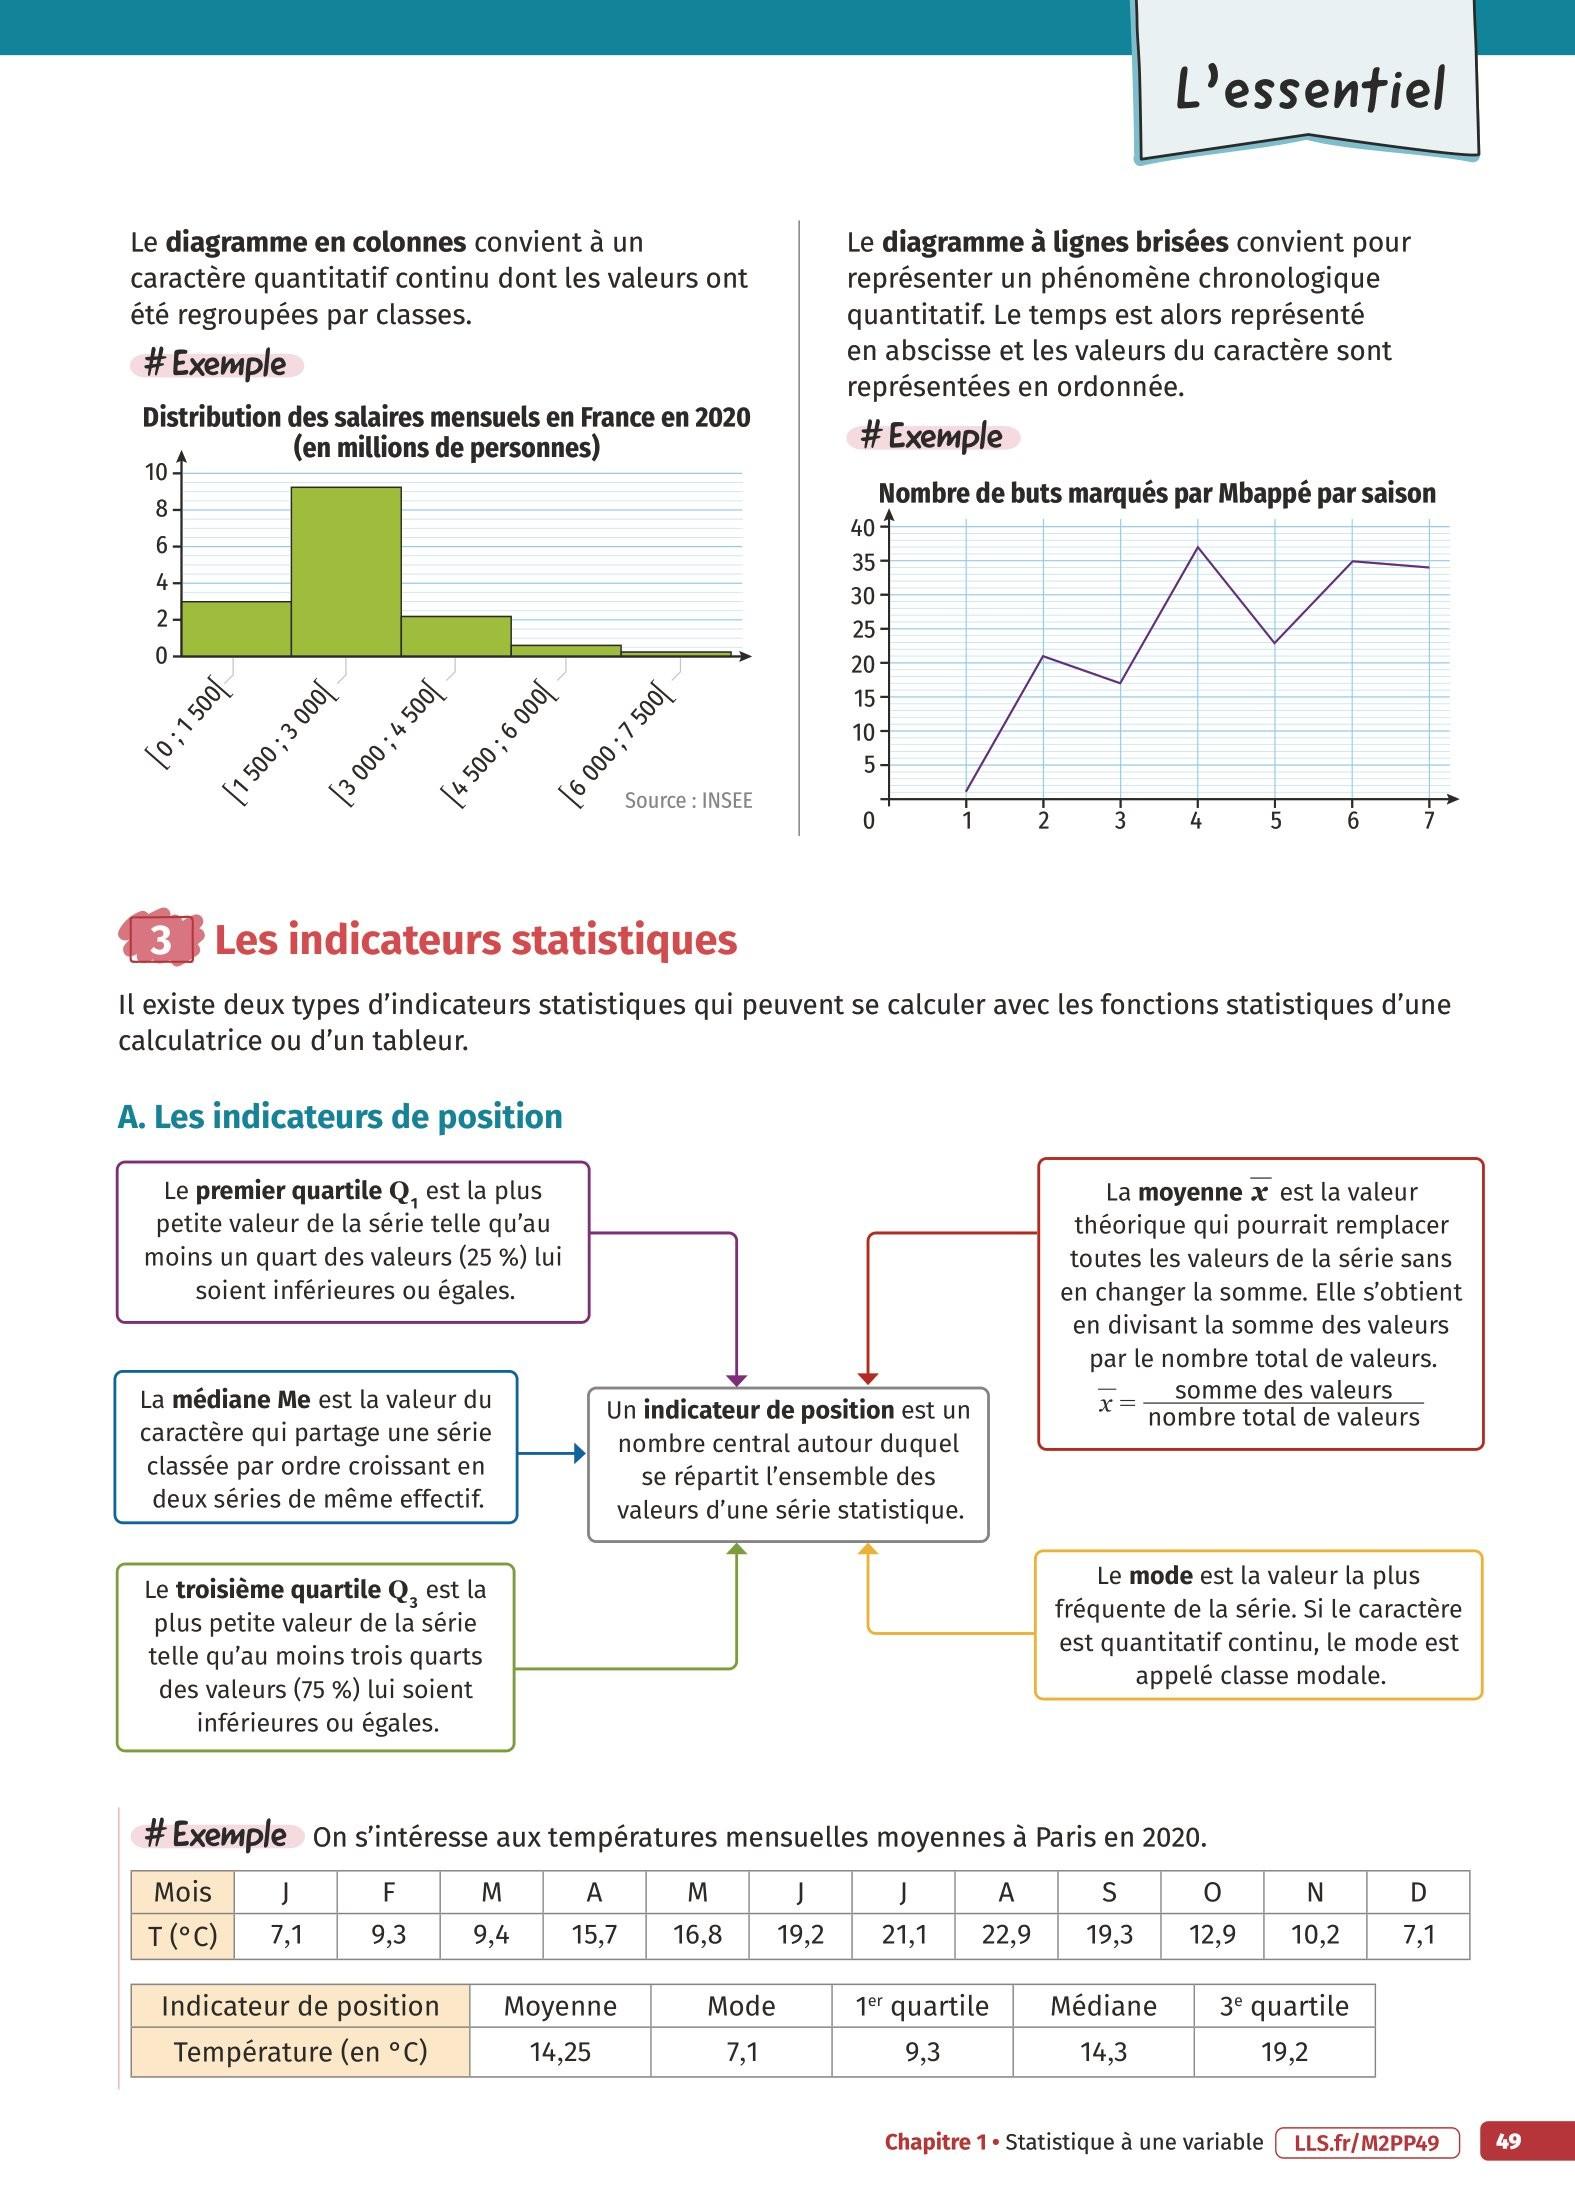 L'essentiel
Le diagramme en colonnes convient à un
caractère quantitatif continu dont les valeurs ont
été regroupées par classes.
# Exemple
Distribution des salaires mensuels en France en 2020
(en millions de personnes)
10
8
6
4
2
0
[0 ; 1 500[
[1 500 ; 3 000[
[3 000 ; 4 500[
[4 500 ; 6 000[
[6 000 ; 7 500[
Source : INSEE
Le diagramme à lignes brisées convient pour
représenter un phénomène chronologique
quantitatif. Le temps est alors représenté
en abscisse et les valeurs du caractère sont
représentées en ordonnée.
# Exemple
Nombre de buts marqués par Mbappé par saison
40
35
30
25
20
15
10
5
0 1 2 3 4 5 6 7
3 Les indicateurs statistiques
Il existe deux types d'indicateurs statistiques qui peuvent se calculer avec les fonctions statistiques d'une
calculatrice ou d'un tableur.
A. Les indicateurs de position
Le premier quartile Q₁ est la plus
petite valeur de la série telle qu'au
moins un quart des valeurs (25 %) lui
soient inférieures ou égales.
La médiane Me est la valeur du
caractère qui partage une série
classée par ordre croissant en
deux séries de même effectif.
Le troisième quartile Q₃ est la
plus petite valeur de la série
telle qu'au moins trois quarts
des valeurs (75 %) lui soient
inférieures ou égales.
Un indicateur de position est un
nombre central autour duquel
se répartit l'ensemble des
valeurs d'une série statistique.
La moyenne x̅ est la valeur
théorique qui pourrait remplacer
toutes les valeurs de la série sans
en changer la somme. Elle s'obtient
en divisant la somme des valeurs
par le nombre total de valeurs.
x̅ = somme des valeurs
nombre total de valeurs
Le mode est la valeur la plus
fréquente de la série. Si le caractère
est quantitatif continu, le mode est
appelé classe modale.
# Exemple On s'intéresse aux températures mensuelles moyennes à Paris en 2020.
Mois J F M A M J J A S O N D
T (°C) 7,1 9,3 9,4 15,7 16,8 19,2 21,1 22,9 19,3 12,9 10,2 7,1
Indicateur de position Moyenne Mode 1er quartile Médiane 3e quartile
Température (en °C) 14,25 7,1 9,3 14,3 19,2
Chapitre 1 • Statistique à une variable LLS.fr/M2PP49 49